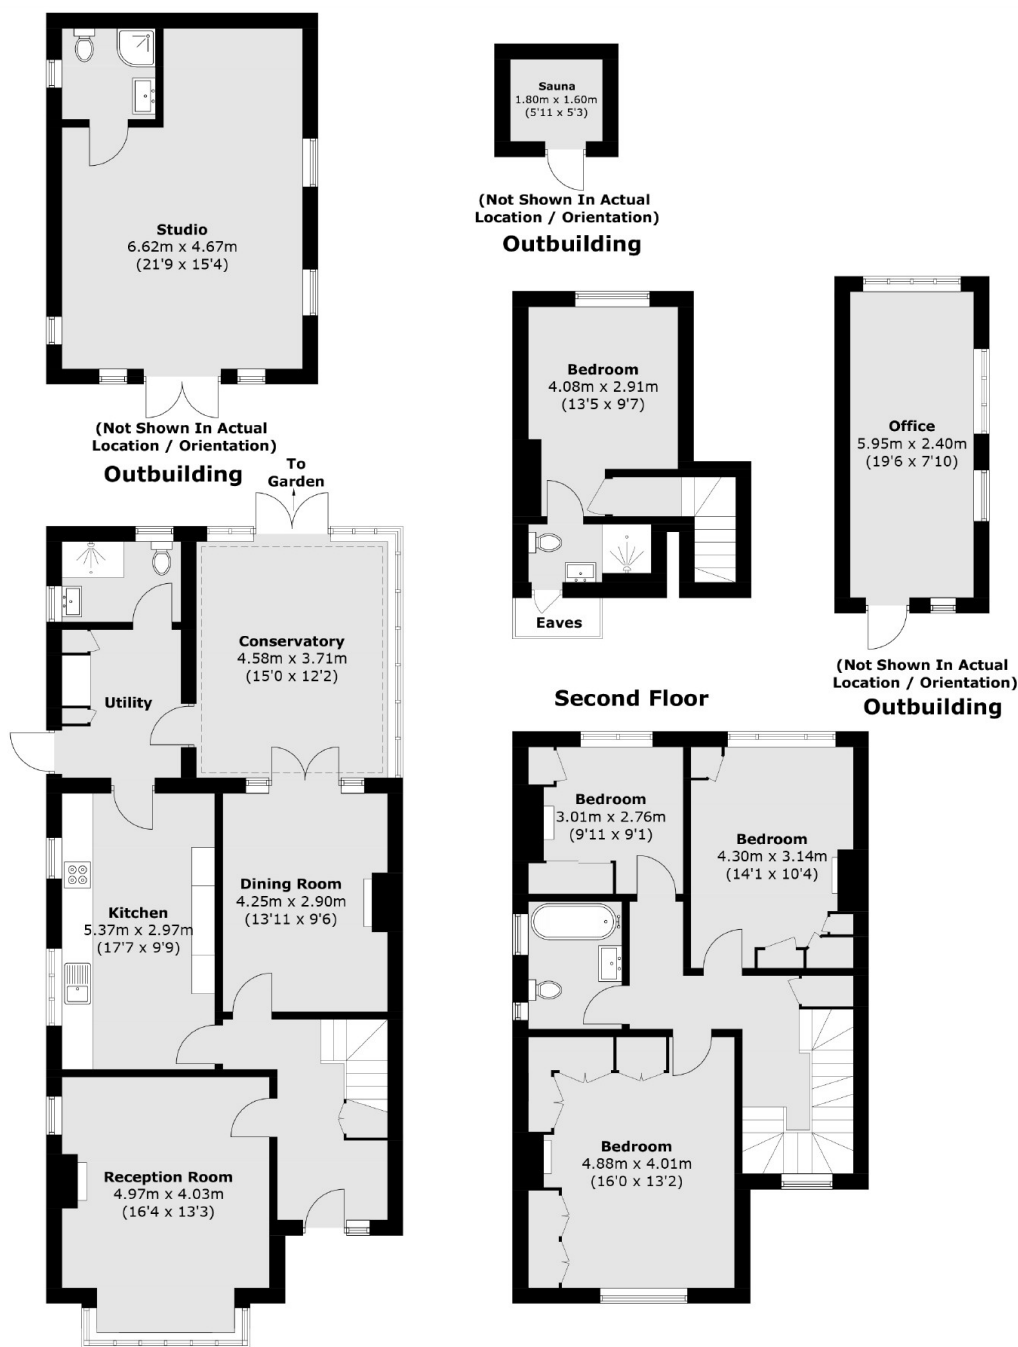 Studio
6.62m x 4.67m
(21'9 x 15'4)
(Not Shown In Actual
Location / Orientation)
Outbuilding
Sauna
1.80m x 1.60m
(5'11 x 5'3)
(Not Shown In Actual
Location / Orientation)
Outbuilding
Bedroom
4.08m x 2.91m
(13'5 x 9'7)
Eaves
Second Floor
Office
5.95m x 2.40m
(19'6 x 7'10)
(Not Shown In Actual
Location / Orientation)
Outbuilding
To
Garden
Conservatory
4.58m x 3.71m
(15'0 x 12'2)
Utility
Kitchen
5.37m x 2.97m
(17'7 x 9'9)
Dining Room
4.25m x 2.90m
(13'11 x 9'6)
Reception Room
4.97m x 4.03m
(16'4 x 13'3)
Bedroom
3.01m x 2.76m
(9'11 x 9'1)
Bedroom
4.30m x 3.14m
(14'1 x 10'4)
Bedroom
4.88m x 4.01m
(16'0 x 13'2)